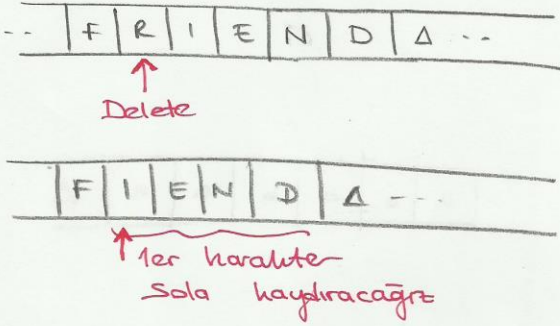 -- F R I E N D Δ --
Delete
F I E N D Δ ---
1er karakter
Sola kaydıracağız